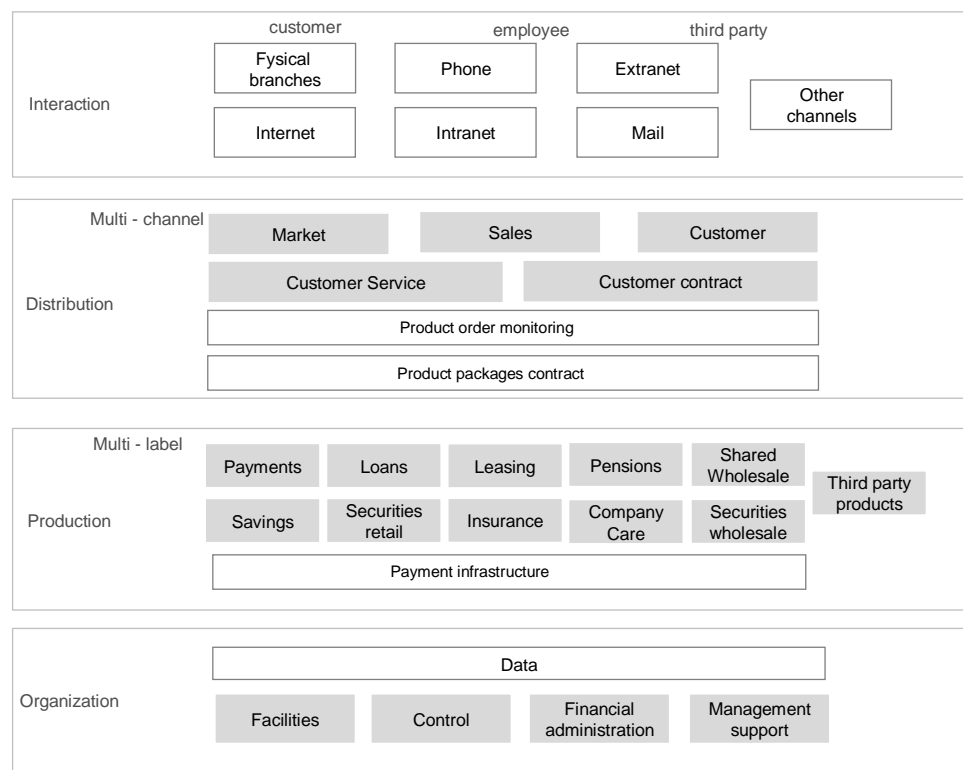 customer
employee
third party
Fysical
branches
Phone
Extranet
Other
channels
Interaction
Internet
Intranet
Mail
Multi - channel
Market
Sales
Customer
Customer Service
Customer contract
Distribution
Product order monitoring
Product packages contract
Multi - label
Payments
Loans
Leasing
Pensions
Shared
Wholesale
Third party
products
Production
Savings
Securities
retail
Insurance
Company
Care
Securities
wholesale
Payment infrastructure
Data
Organization
Facilities
Control
Financial
administration
Management
support